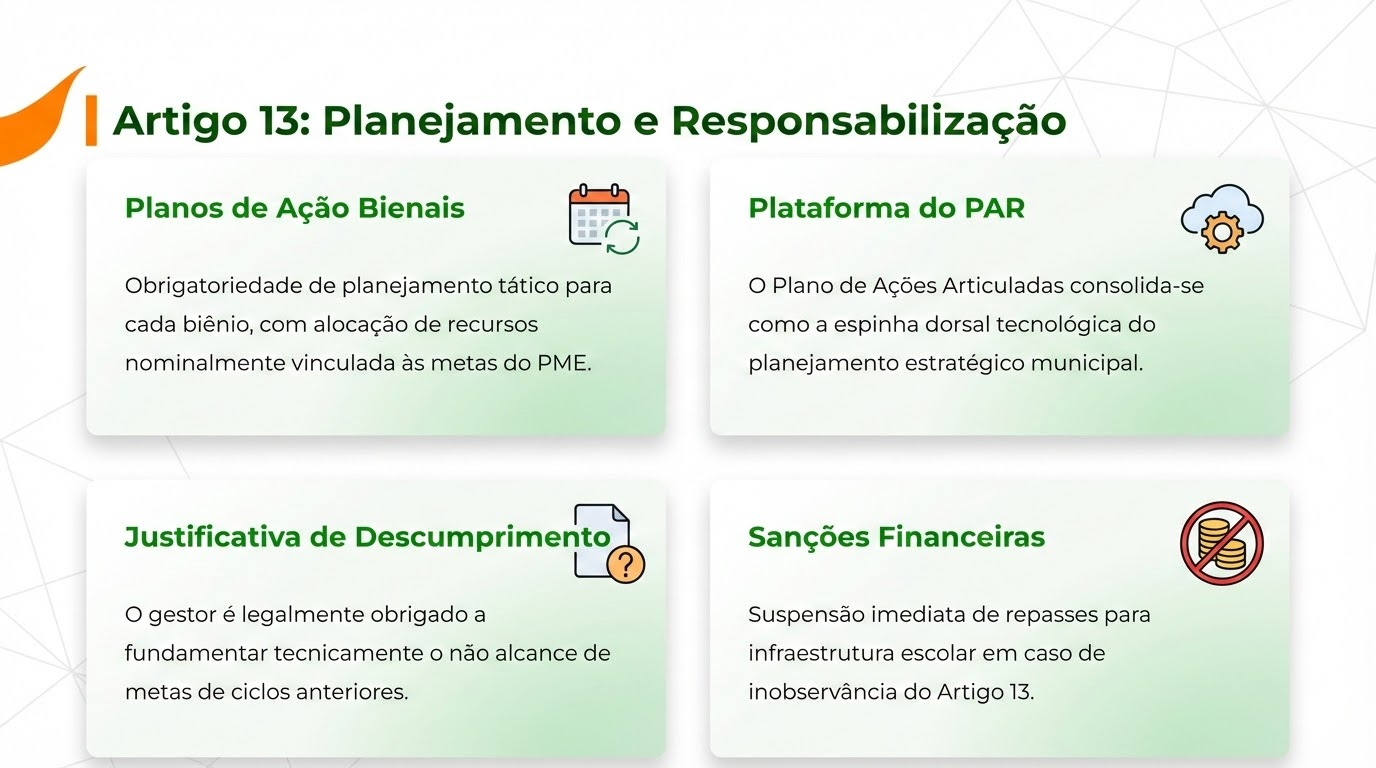 Artigo 13: Planejamento e Responsabilização
Planos de Ação Bienais
Obrigatoriedade de planejamento tático para
cada biênio, com alocação de recursos
nominalmente vinculada às metas do PME.
Plataforma do PAR
O Plano de Ações Articuladas consolida-se
como a espinha dorsal tecnológica do
planejamento estratégico municipal.
Justificativa de Descumprimento
?
O gestor é legalmente obrigado a
fundamentar tecnicamente o não alcance de
metas de ciclos anteriores.
Sanções Financeiras
Suspensão imediata de repasses para
infraestrutura escolar em caso de
inobservância do Artigo 13.